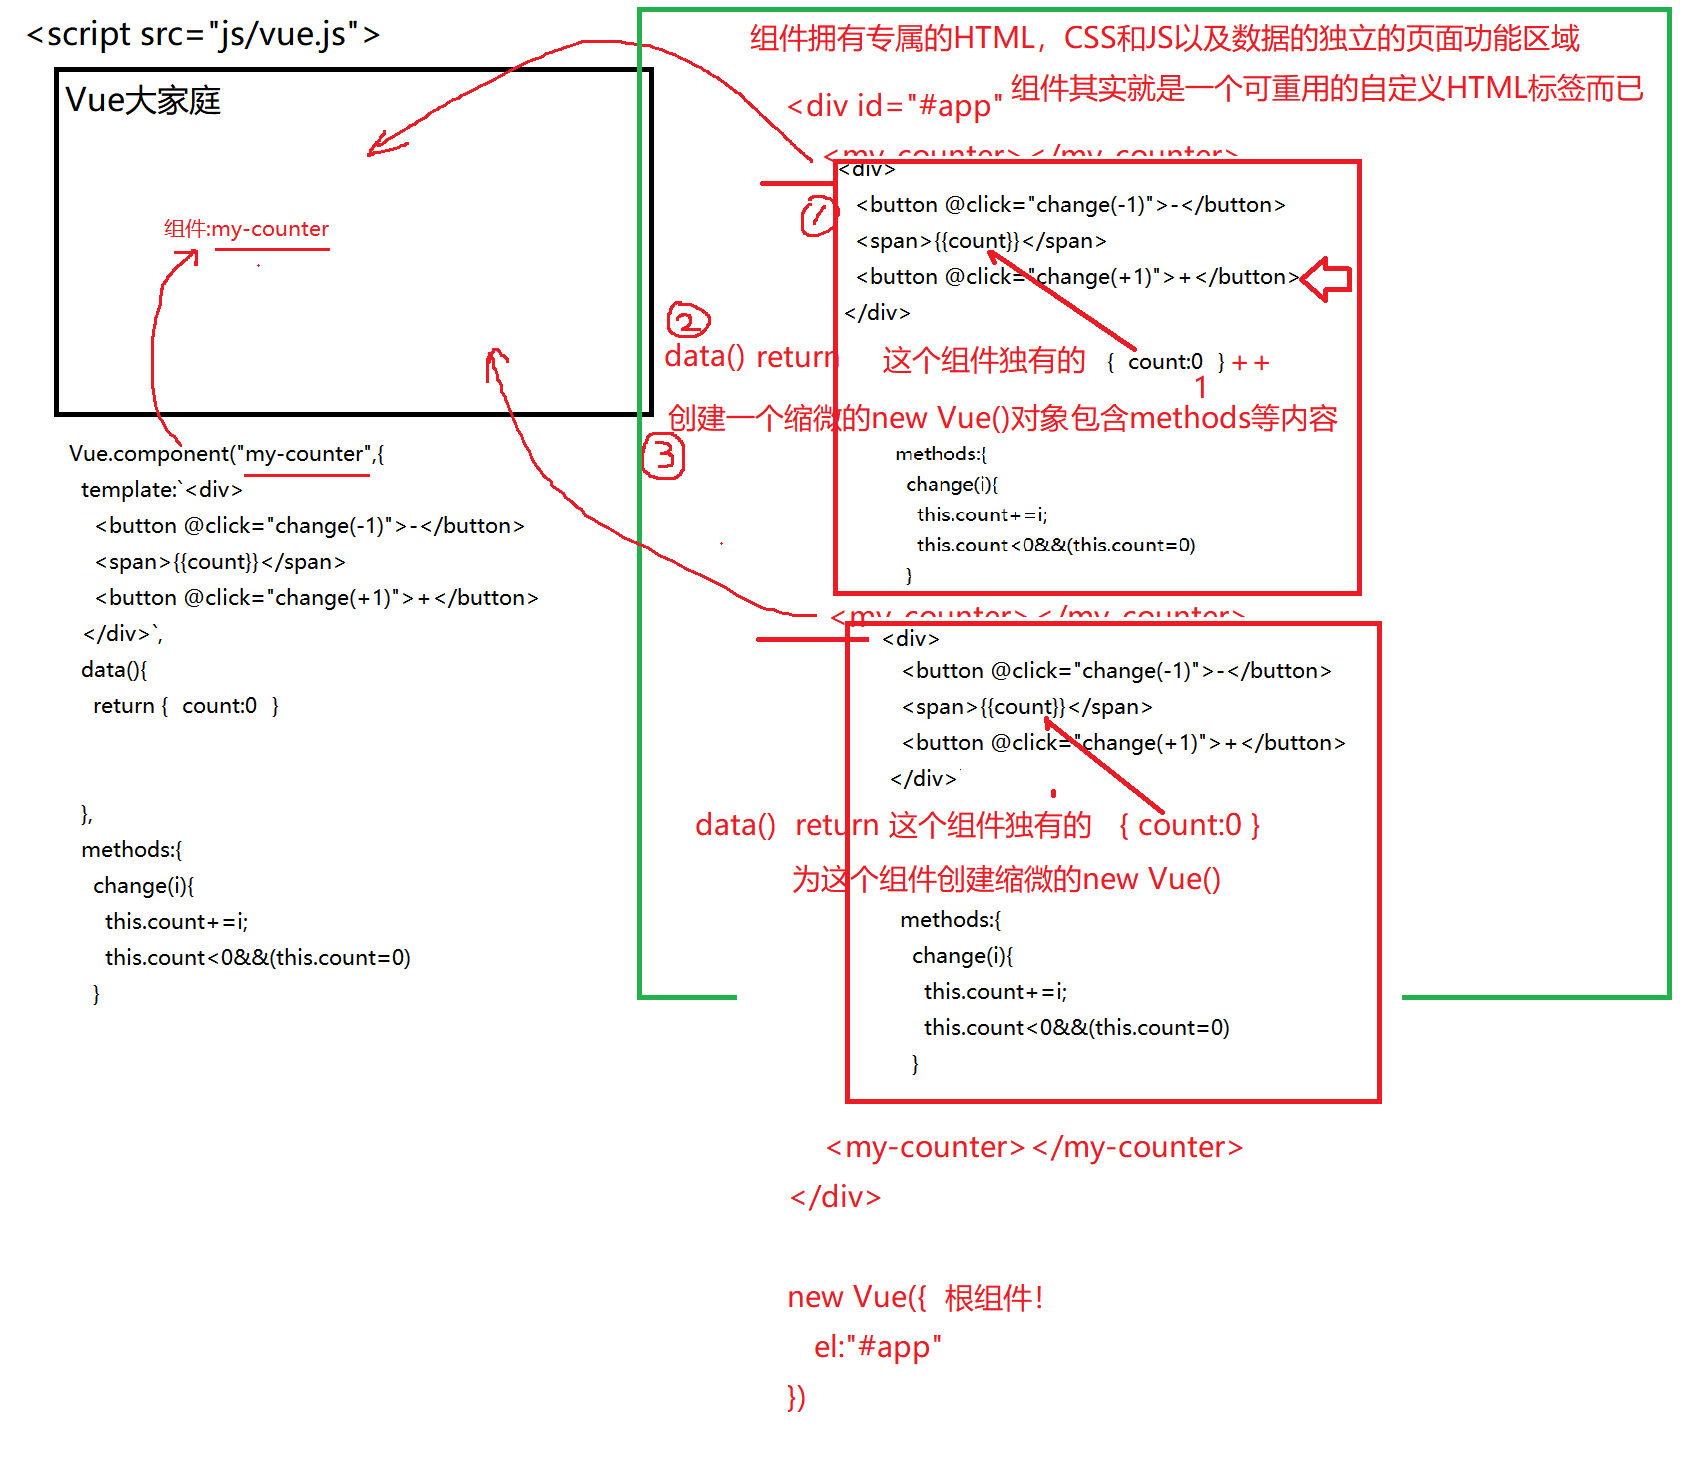 <script src="js/vue.js">
Vue大家庭
组件:my-counter
Vue.component("my-counter",{
template:`<div>
<button @click="change(-1)">-</button>
<span>{{count}}</span>
<button @click="change(+1)">+</button>
</div>`,
data(){
return {  count:0  }
},
methods:{
change(i){
this.count+=i;
this.count<0&&(this.count=0)
}
组件拥有专属的HTML，CSS和JS以及数据的独立的页面功能区域
组件其实就是一个可重用的自定义HTML标签而已
<div id="#app"
<my-counter></my-counter>
<div>
①
<button @click="change(-1)">-</button>
<span>{{count}}</span>
<button @click="change(+1)">+</button>
</div>
②
data() return 这个组件独有的 {  count:0  } ++
1
创建一个缩微的new Vue()对象包含methods等内容
③
methods:{
change(i){
this.count+=i;
this.count<0&&(this.count=0)
}
<my-counter></my-counter>
<div>
<button @click="change(-1)">-</button>
<span>{{count}}</span>
<button @click="change(+1)">+</button>
</div>`
data()  return 这个组件独有的 { count:0 }
为这个组件创建缩微的new Vue()
methods:{
change(i){
this.count+=i;
this.count<0&&(this.count=0)
}
<my-counter></my-counter>
</div>
new Vue({  根组件！
el:"#app"
})